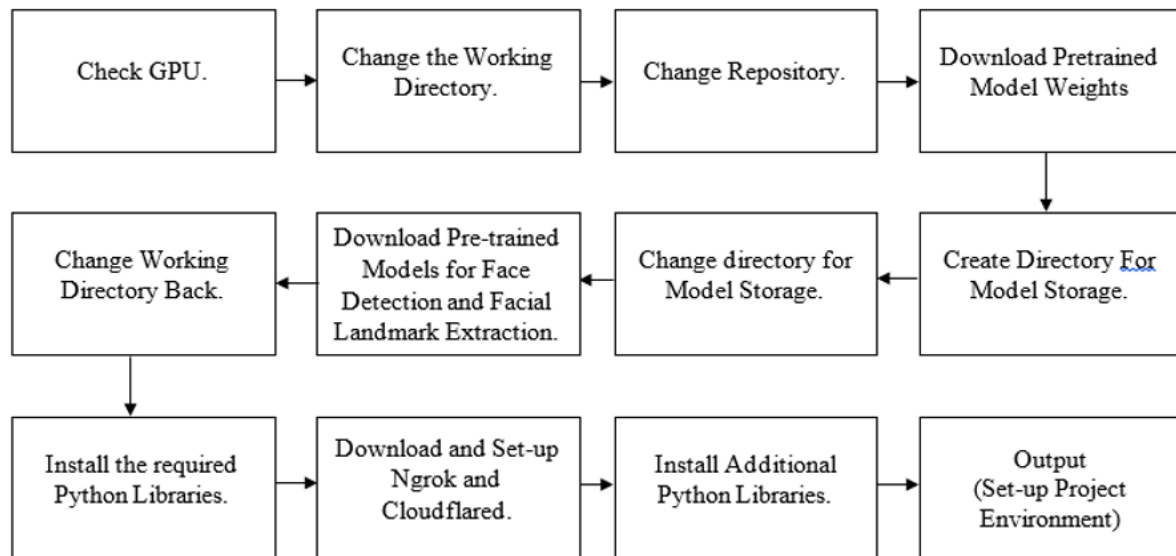 Check GPU.
Change the Working
Directory.
Change Repository.
Download Pretrained
Model Weights
Create Directory For
Model Storage.
Change directory for
Model Storage.
Download Pre-trained
Models for Face
Detection and Facial
Landmark Extraction.
Change Working
Directory Back.
Install the required
Python Libraries.
Download and Set-up
Ngrok and
Cloudflared.
Install Additional
Python Libraries.
Output
(Set-up Project
Environment)